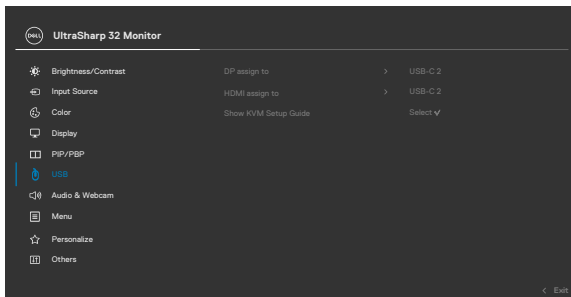 DELL UltraSharp 32 Monitor
Brightness/Contrast DP assign to > USB-C 2
Input Source HDMI assign to > USB-C 2
Color Show KVM Setup Guide Select ✓
Display
PIP/PBP
USB
Audio & Webcam
Menu
Personalize
Others
< Exit